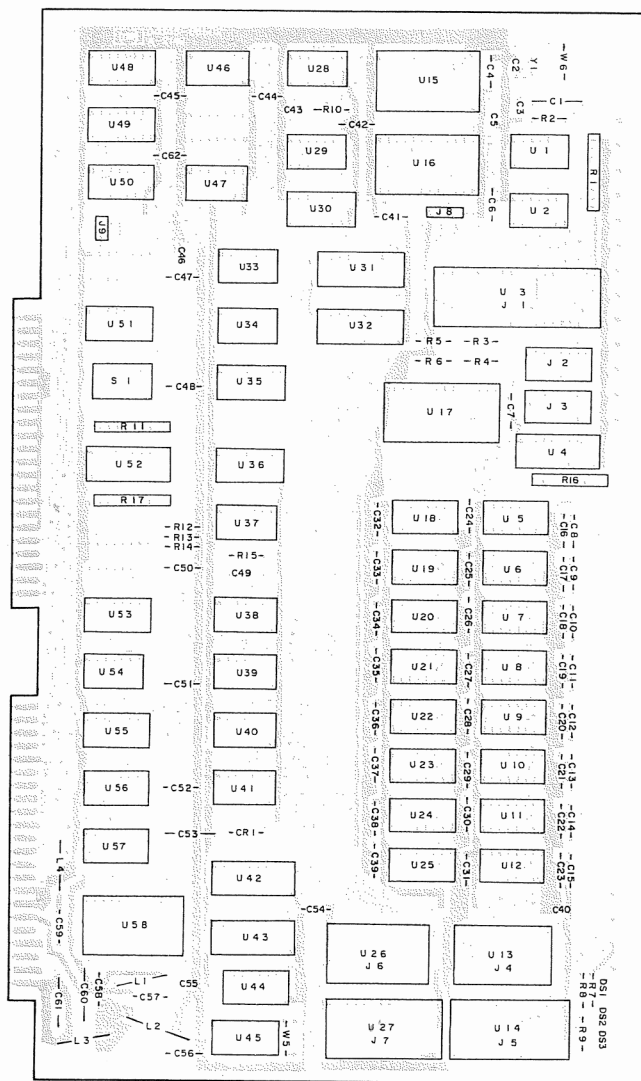 U48 U46 U28 U15 -C4- C2 Y1 -W6-
-C45- -C44- C43 -R10- C3 -C1-
U49 -C42- C5 -R2-
-C62- U29 U16 U1 R1
U50 U47 U30 -C6- U2
J9 -C41- J8
C46
-C47- U33 U31 U3
J1
U51 U34 U32
-R5- -R3-
-R6- -R4- J2
S1 -C48- U35 U17 -C7- J3
R11 U4
U52 U36 R16
R17
-R12- U37 -C32- U18 -C24- U5 -C16- -C8-
-R13-
-R14- -R15-
-C50- C49 -C33- U19 -C25- U6 -C17- -C9-
U53 U38 -C34- U20 -C26- U7 -C18- -C10-
U54 -C51- U39 -C35- U21 -C27- U8 -C19- -C11-
U55 U40 -C36- U22 -C28- U9 -C20- -C12-
U56 -C52- U41 -C37- U23 -C29- U10 -C21- -C13-
-C53- -CR1- -C38- U24 -C30- U11 -C22- -C14-
U57 -C39- U25 -C31- U12 -C23- -C15-
-L4- U42
-C59- U58 U43 -C54- C40
U26
J6 U13
J4
-C61- -C60- -C58- -L1- C55 U44 -R8- -R7- DS1
-C57- DS2
-L3- -L2- U45 -W5- U27
J7 U14
J5 -R9- DS3
-C56-